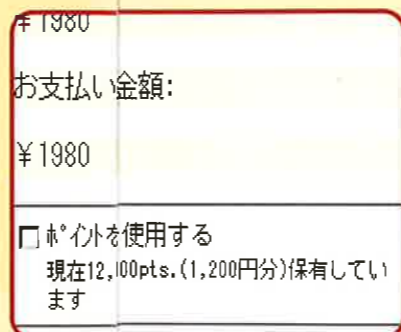 ¥1980
お支払い金額:
¥1980
ポイントを使用する
現在12,000pts.(1,200円分)保有してい
ます